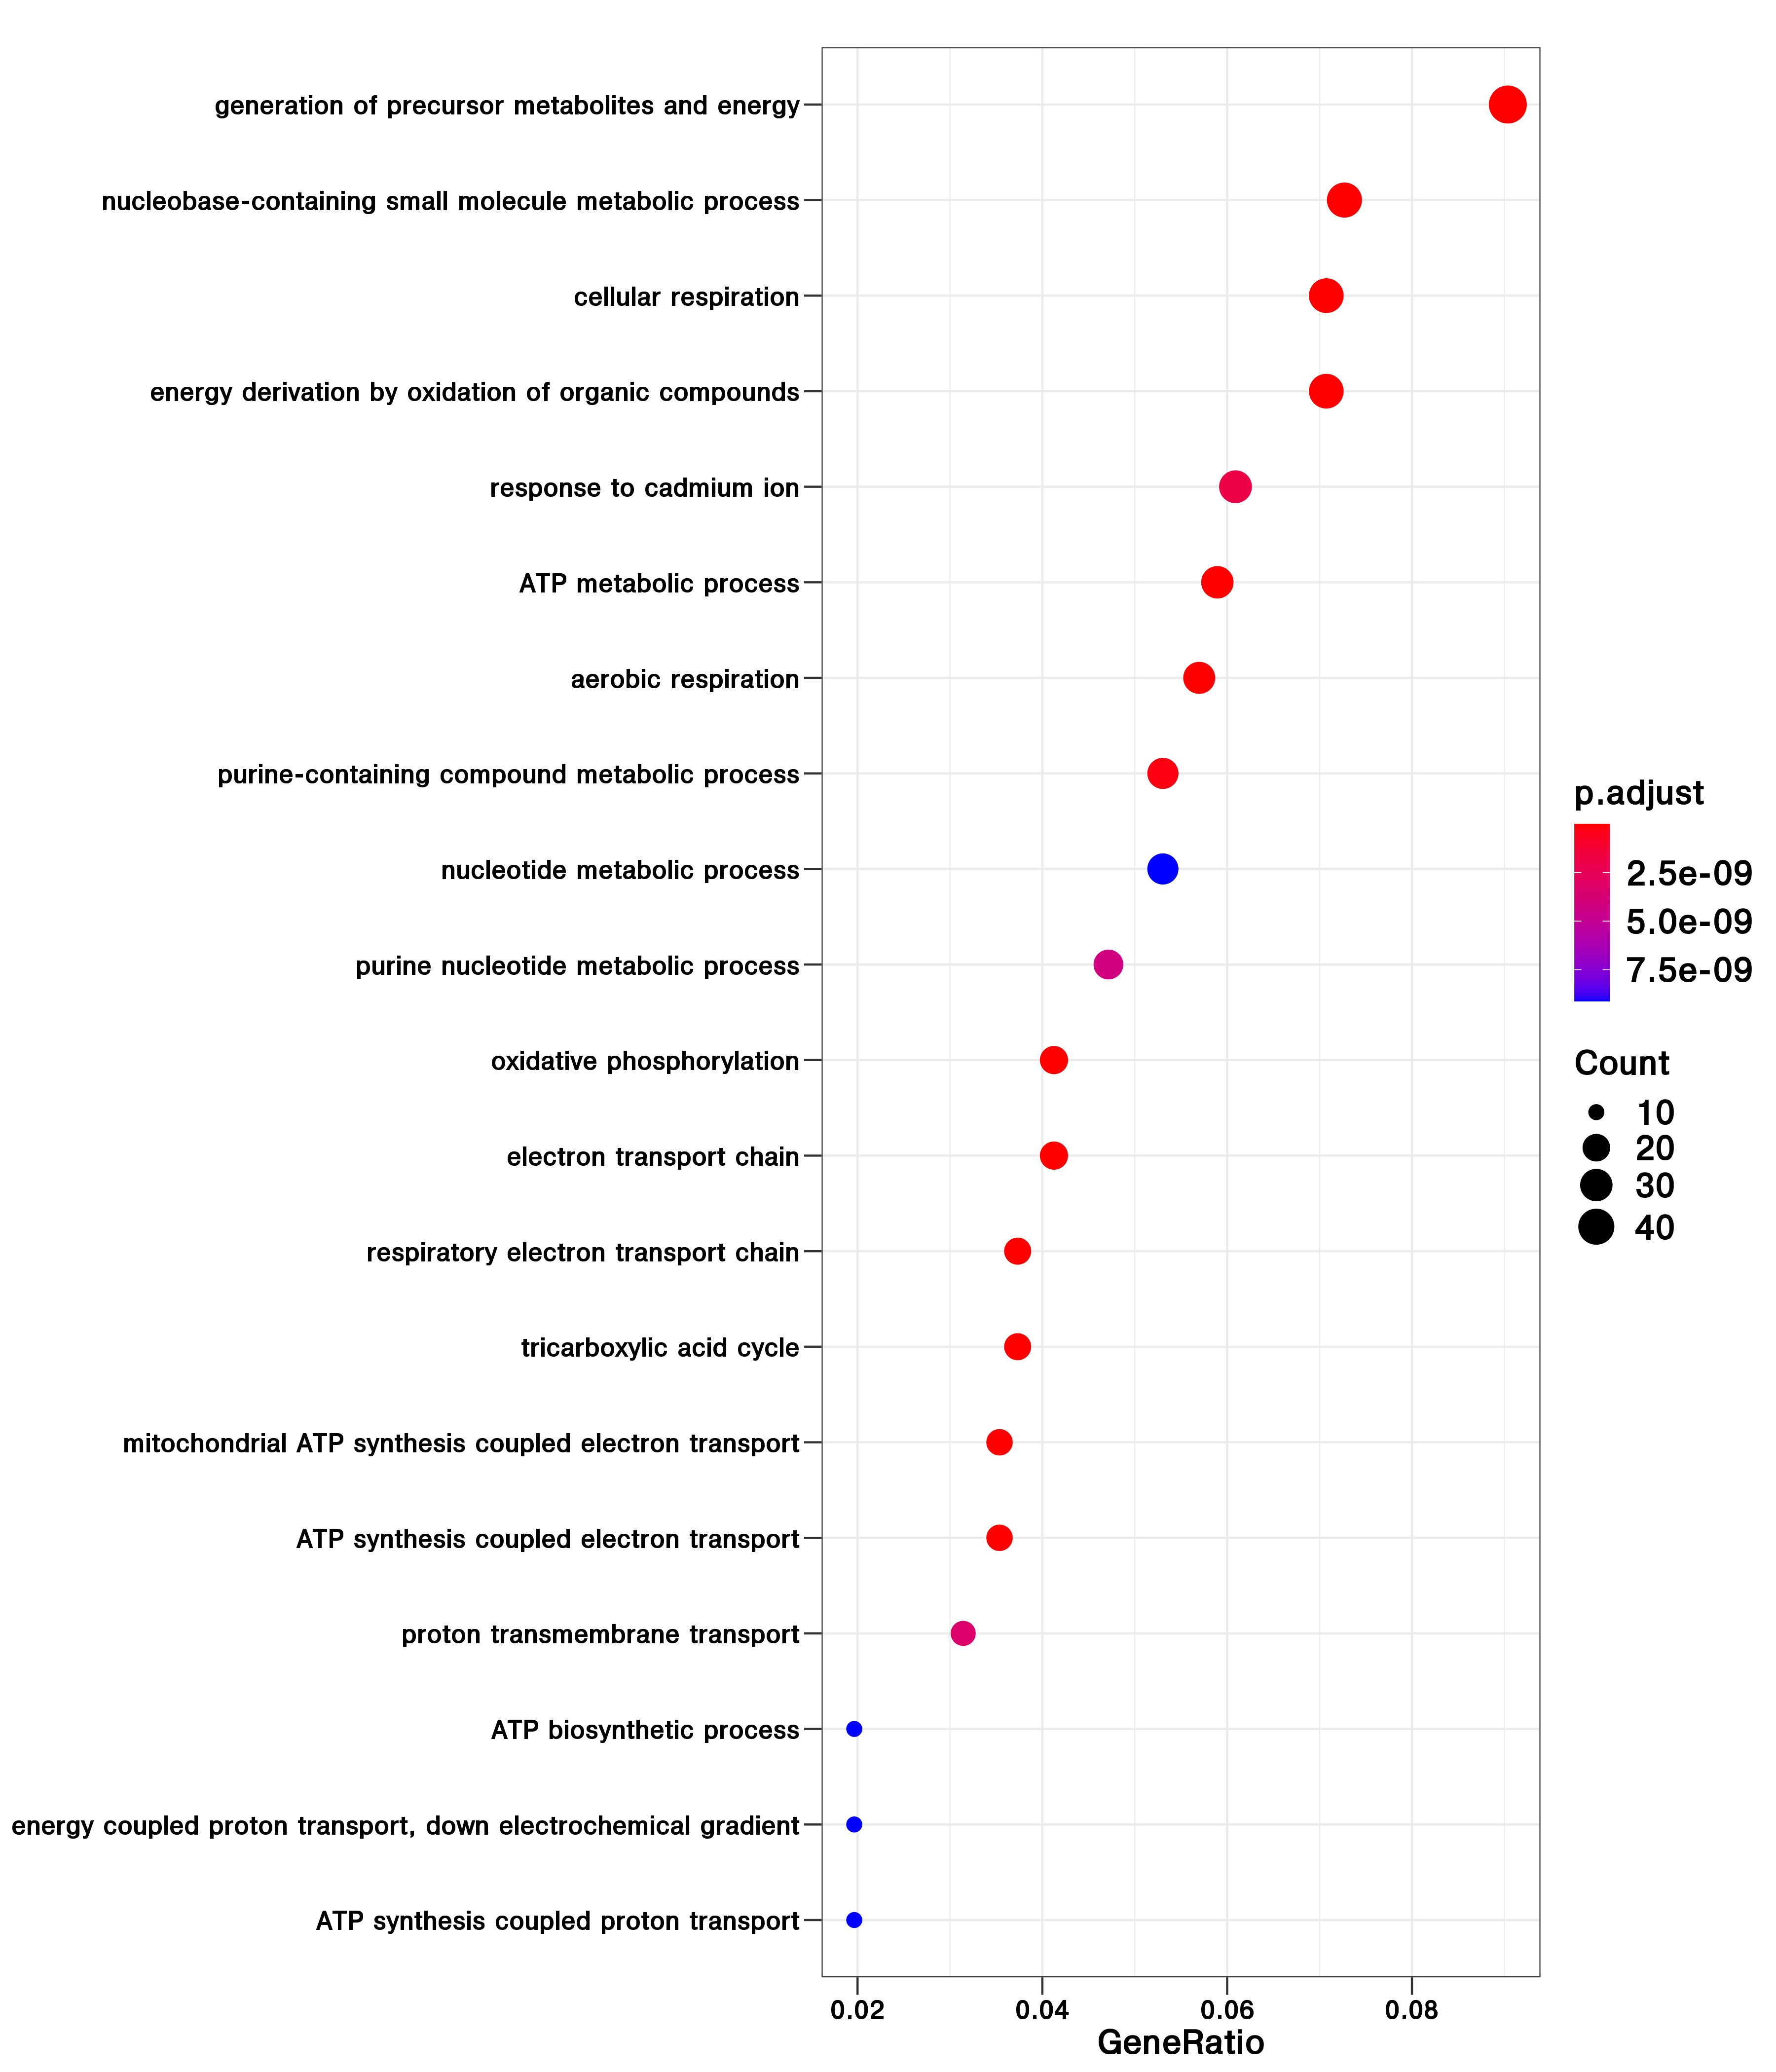 generation of precursor metabolites and energy
nucleobase-containing small molecule metabolic process
cellular respiration
energy derivation by oxidation of organic compounds
response to cadmium ion
ATP metabolic process
aerobic respiration
purine-containing compound metabolic process
nucleotide metabolic process
purine nucleotide metabolic process
oxidative phosphorylation
electron transport chain
respiratory electron transport chain
tricarboxylic acid cycle
mitochondrial ATP synthesis coupled electron transport
ATP synthesis coupled electron transport
proton transmembrane transport
ATP biosynthetic process
energy coupled proton transport, down electrochemical gradient
ATP synthesis coupled proton transport
0.02 0.04 0.06 0.08
GeneRatio
p.adjust
2.5e-09
5.0e-09
7.5e-09
Count
10
20
30
40